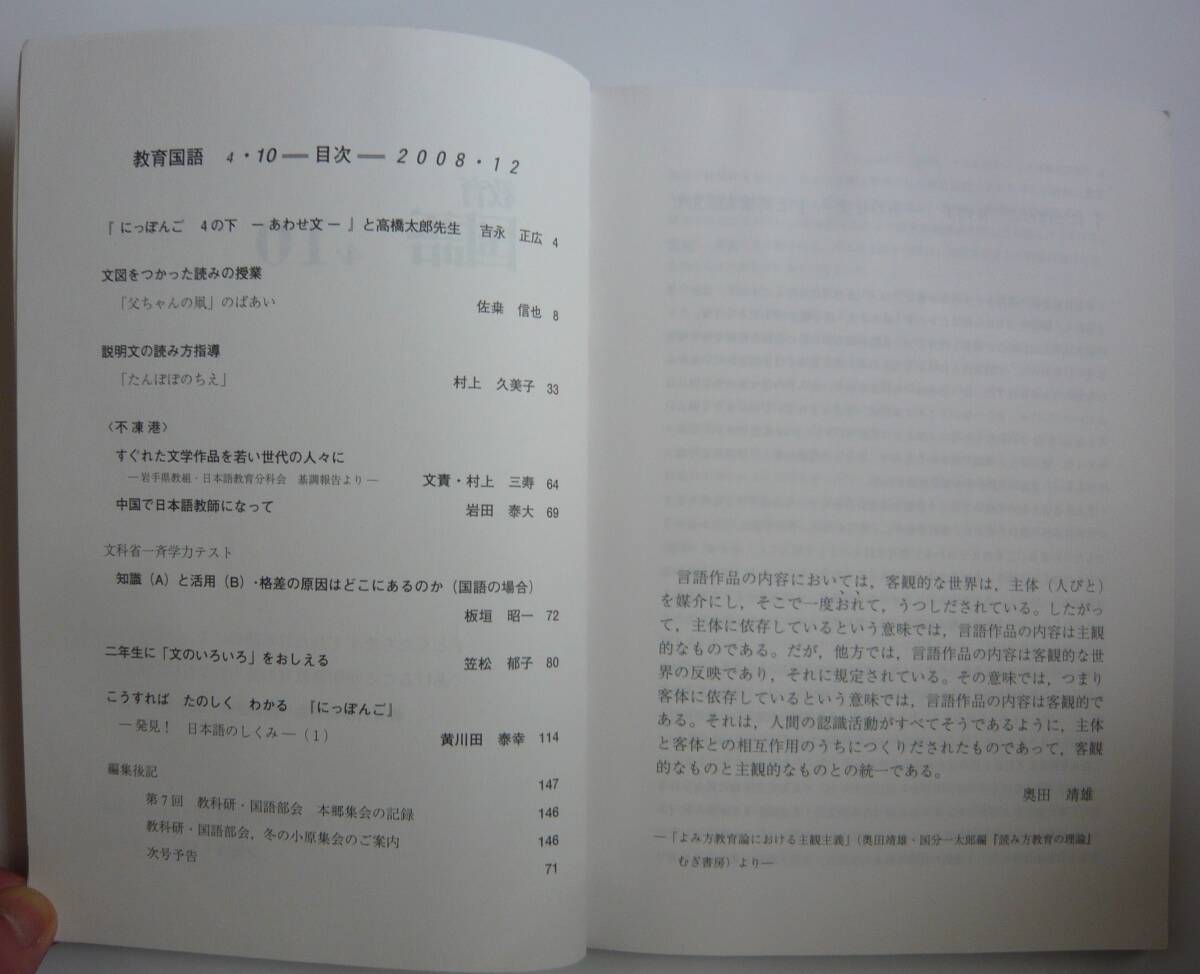 教育国語 4・10 ― 目次 ― 2008・12
『にっぽんご 4の下 ―あわせ文―』と高橋太郎先生 吉永 正広 4
文図をつかった読みの授業
「父ちゃんの凧」のばあい 佐桒 信也 8
説明文の読み方指導
「たんぽぽのちえ」 村上 久美子 33
〈不凍港〉
すぐれた文学作品を若い世代の人々に
―岩手県教組・日本語教育分科会 基調報告より― 文責・村上 三寿 64
中国で日本語教師になって 岩田 泰大 69
文科省一斉学力テスト
知識(A)と活用(B)・格差の原因はどこにあるのか(国語の場合)
板垣 昭一 72
二年生に「文のいろいろ」をおしえる 笠松 郁子 80
こうすれば たのしく わかる 『にっぽんご』
―発見! 日本語のしくみ―(1) 黄川田 泰幸 114
編集後記 147
第7回 教科研・国語部会 本郷集会の記録 146
教科研・国語部会,冬の小原集会のご案内 146
次号予告 71
言語作品の内容においては,客観的な世界は,主体(人びと)
を媒介にし,そこで一度おれて,うつしだされている。したがっ
て,主体に依存しているという意味では,言語作品の内容は主観
的なものである。だが,他方では,言語作品の内容は客観的な世
界の反映であり,それに規定されている。その意味では,つまり
客体に依存しているという意味では,言語作品の内容は客観的で
ある。それは,人間の認識活動がすべてそうであるように,主体
と客体との相互作用のうちにつくりだされたものであって,客観
的なものと主観的なものとの統一である。
奥田 靖雄
―「よみ方教育論における主観主義」(奥田靖雄・国分一太郎編『読み方教育の理論』
むぎ書房)より―